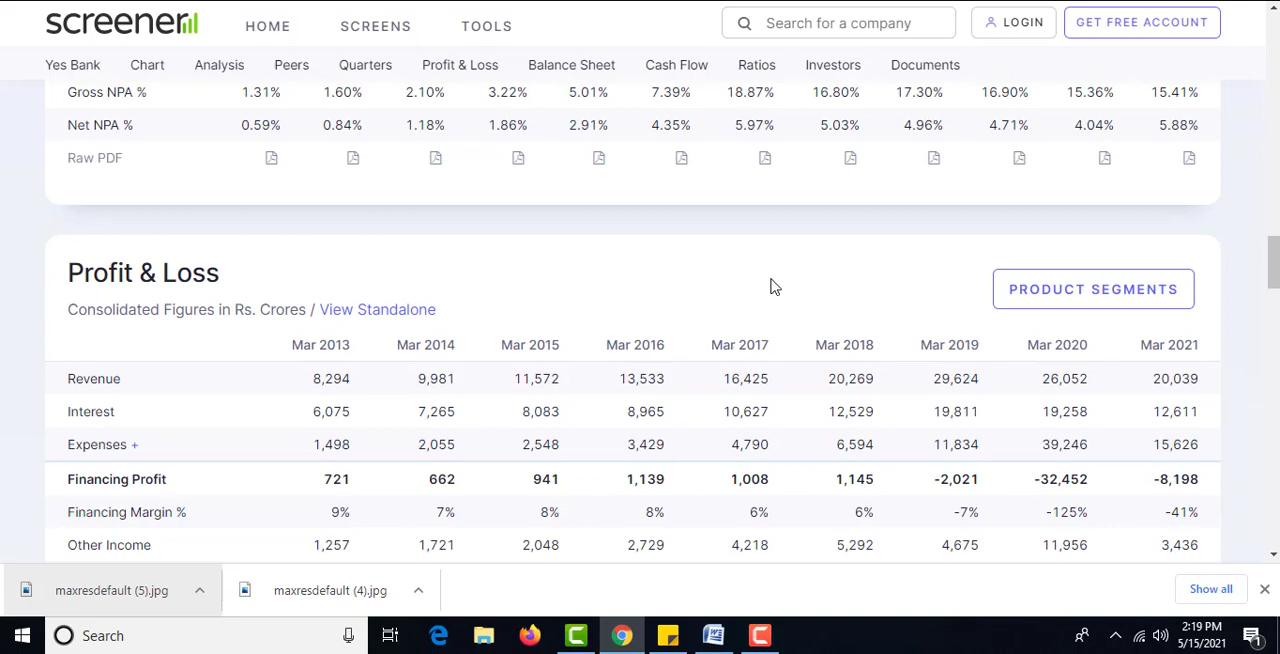 screener HOME SCREENS TOOLS Search for a company LOGIN GET FREE ACCOUNT
Yes Bank Chart Analysis Peers Quarters Profit & Loss Balance Sheet Cash Flow Ratios Investors Documents
Gross NPA % 1.31% 1.60% 2.10% 3.22% 5.01% 7.39% 18.87% 16.80% 17.30% 16.90% 15.36% 15.41%
Net NPA % 0.59% 0.84% 1.18% 1.86% 2.91% 4.35% 5.97% 5.03% 4.96% 4.71% 4.04% 5.88%
Raw PDF
Profit & Loss
PRODUCT SEGMENTS
Consolidated Figures in Rs. Crores / View Standalone
Mar 2013 Mar 2014 Mar 2015 Mar 2016 Mar 2017 Mar 2018 Mar 2019 Mar 2020 Mar 2021
Revenue 8,294 9,981 11,572 13,533 16,425 20,269 29,624 26,052 20,039
Interest 6,075 7,265 8,083 8,965 10,627 12,529 19,811 19,258 12,611
Expenses + 1,498 2,055 2,548 3,429 4,790 6,594 11,834 39,246 15,626
Financing Profit 721 662 941 1,139 1,008 1,145 -2,021 -32,452 -8,198
Financing Margin % 9% 7% 8% 8% 6% 6% -7% -125% -41%
Other Income 1,257 1,721 2,048 2,729 4,218 5,292 4,675 11,956 3,436
maxresdefault (5).jpg maxresdefault (4).jpg Show all
Search 2:19 PM
5/15/2021 1